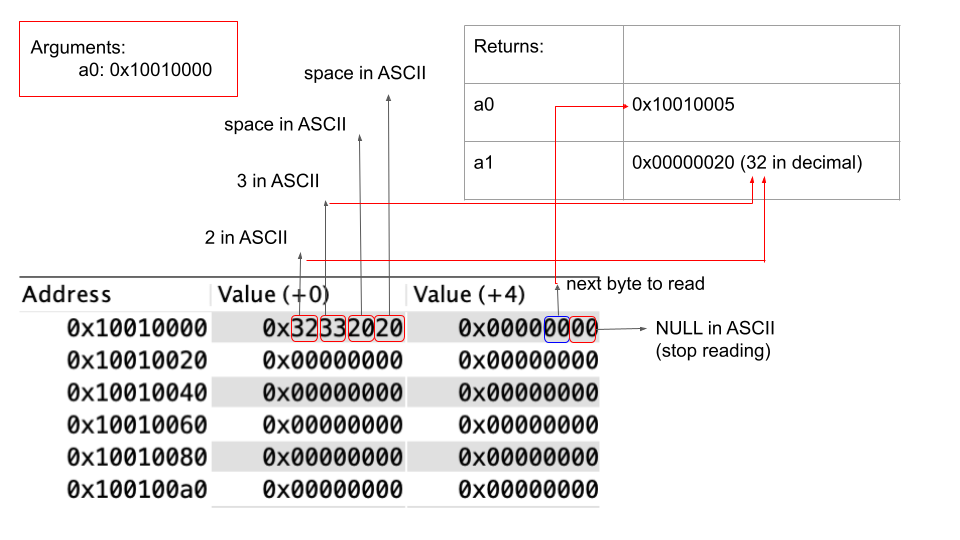 Arguments:
a0: 0x10010000
Returns:
a0 0x10010005
a1 0x00000020 (32 in decimal)
space in ASCII
space in ASCII
3 in ASCII
2 in ASCII
next byte to read
NULL in ASCII
(stop reading)
Address Value (+0) Value (+4)
0x10010000 0x32332020 0x00000000
0x10010020 0x00000000 0x00000000
0x10010040 0x00000000 0x00000000
0x10010060 0x00000000 0x00000000
0x10010080 0x00000000 0x00000000
0x100100a0 0x00000000 0x00000000